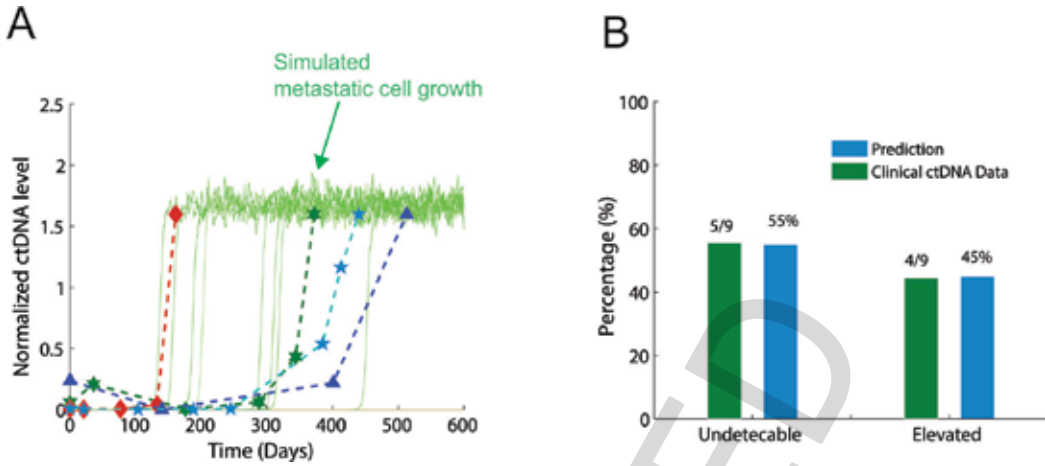 A
Simulated
metastatic cell growth
2.5
2
1.5
1
0.5
0
Normalized ctDNA level
0 100 200 300 400 500 600
Time (Days)
B
100
80
60
40
20
0
Percentage (%)
Prediction
Clinical ctDNA Data
5/9 55%
4/9 45%
Undetecable Elevated